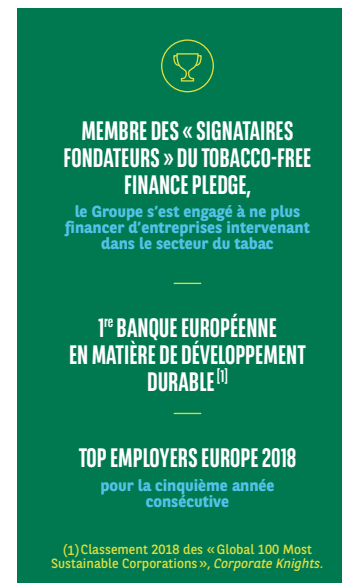 MEMBRE DES « SIGNATAIRES
FONDATEURS » DU TOBACCO-FREE
FINANCE PLEDGE,
le Groupe s'est engagé à ne plus
financer d'entreprises intervenant
dans le secteur du tabac
1re BANQUE EUROPÉENNE
EN MATIÈRE DE DÉVELOPPEMENT
DURABLE [1]
TOP EMPLOYERS EUROPE 2018
pour la cinquième année
consécutive
(1) Classement 2018 des « Global 100 Most
Sustainable Corporations », Corporate Knights.